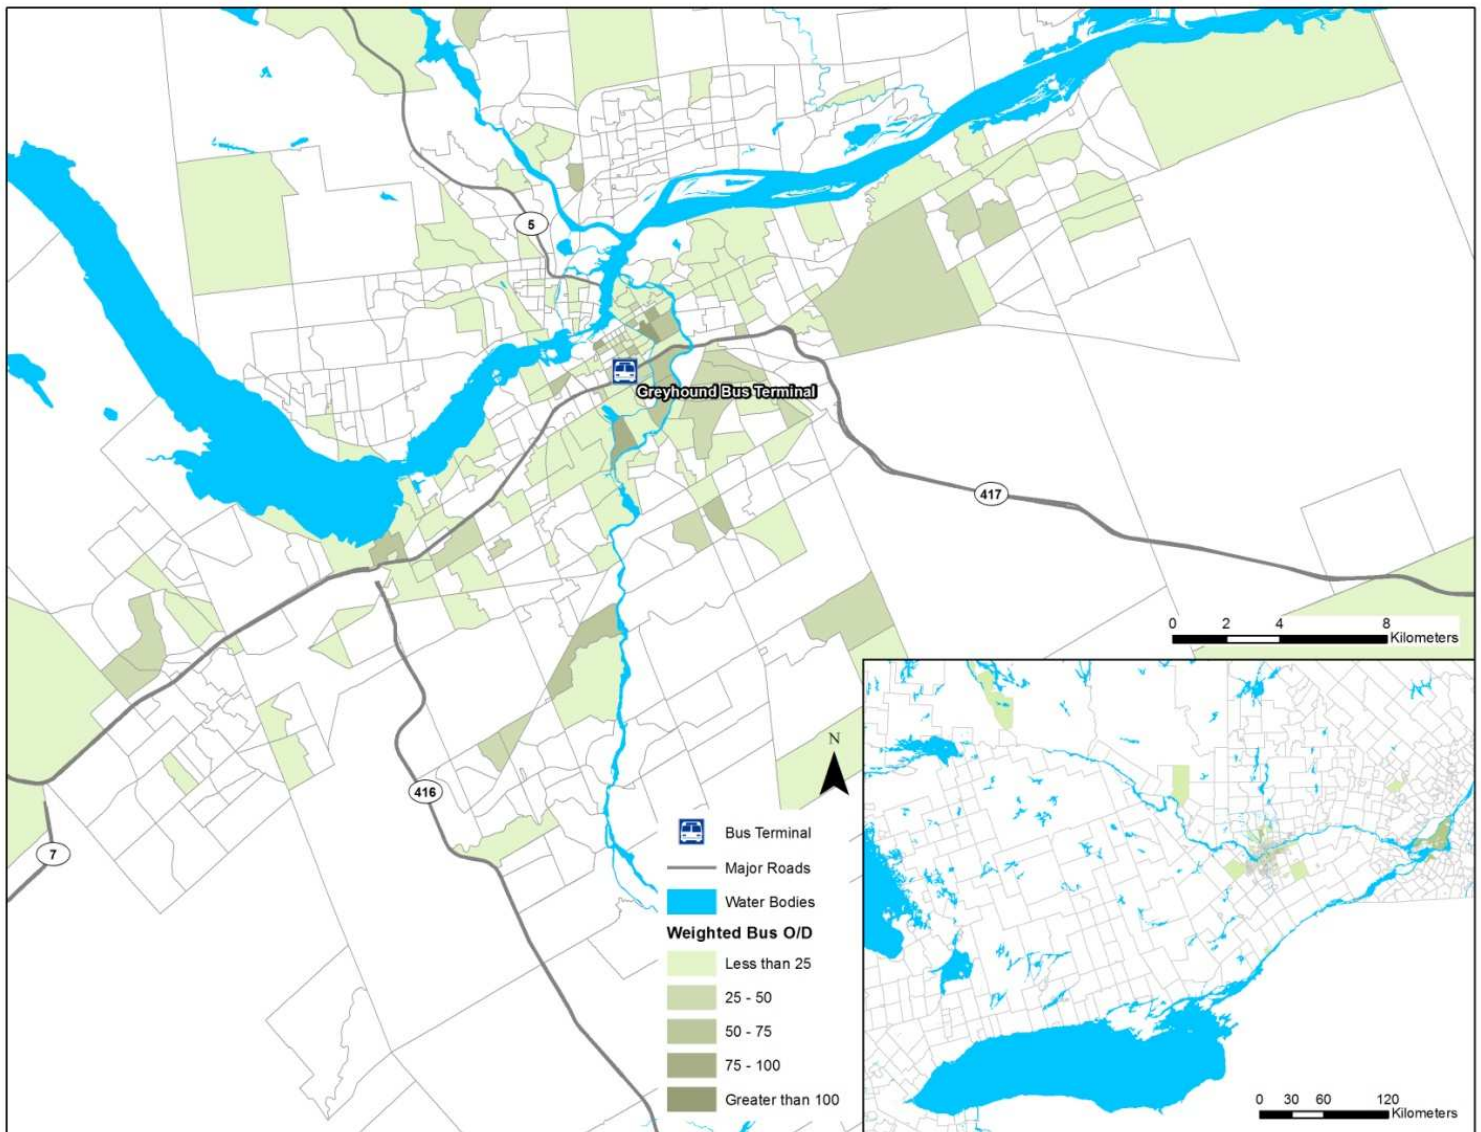 5
Greyhound Bus Terminal
417
0 2 4 8
Kilometers
N
416
7
Bus Terminal
Major Roads
Water Bodies
Weighted Bus O/D
Less than 25
25 - 50
50 - 75
75 - 100
Greater than 100
0 30 60 120
Kilometers